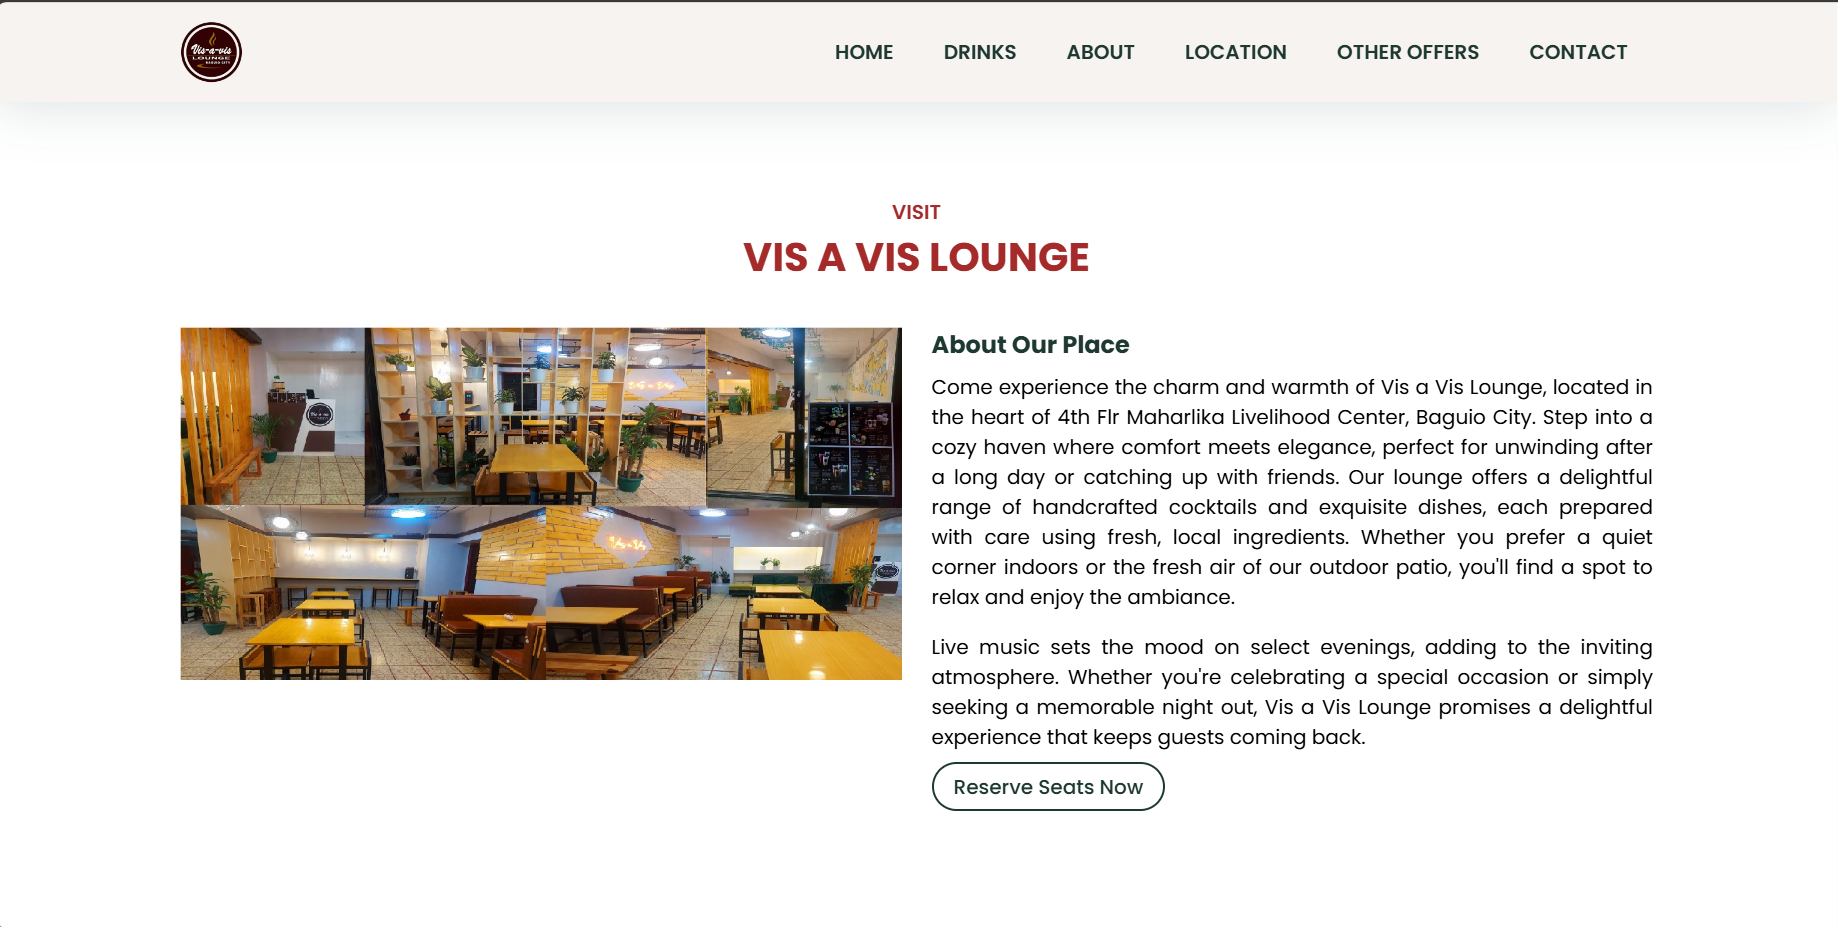 Vis-a-vis
LOUNGE
BAGUIO CITY
HOME DRINKS ABOUT LOCATION OTHER OFFERS CONTACT
VISIT
VIS A VIS LOUNGE
Vis-a-Vis
About Our Place
Come experience the charm and warmth of Vis a Vis Lounge, located in
the heart of 4th Flr Maharlika Livelihood Center, Baguio City. Step into a
cozy haven where comfort meets elegance, perfect for unwinding after
a long day or catching up with friends. Our lounge offers a delightful
range of handcrafted cocktails and exquisite dishes, each prepared
with care using fresh, local ingredients. Whether you prefer a quiet
corner indoors or the fresh air of our outdoor patio, you'll find a spot to
relax and enjoy the ambiance.
Live music sets the mood on select evenings, adding to the inviting
atmosphere. Whether you're celebrating a special occasion or simply
seeking a memorable night out, Vis a Vis Lounge promises a delightful
experience that keeps guests coming back.
Reserve Seats Now